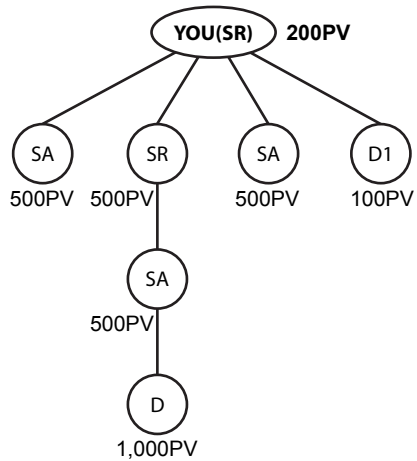 YOU(SR) 200PV
SA SR SA D1
500PV 500PV 500PV 100PV
SA
500PV
D
1,000PV